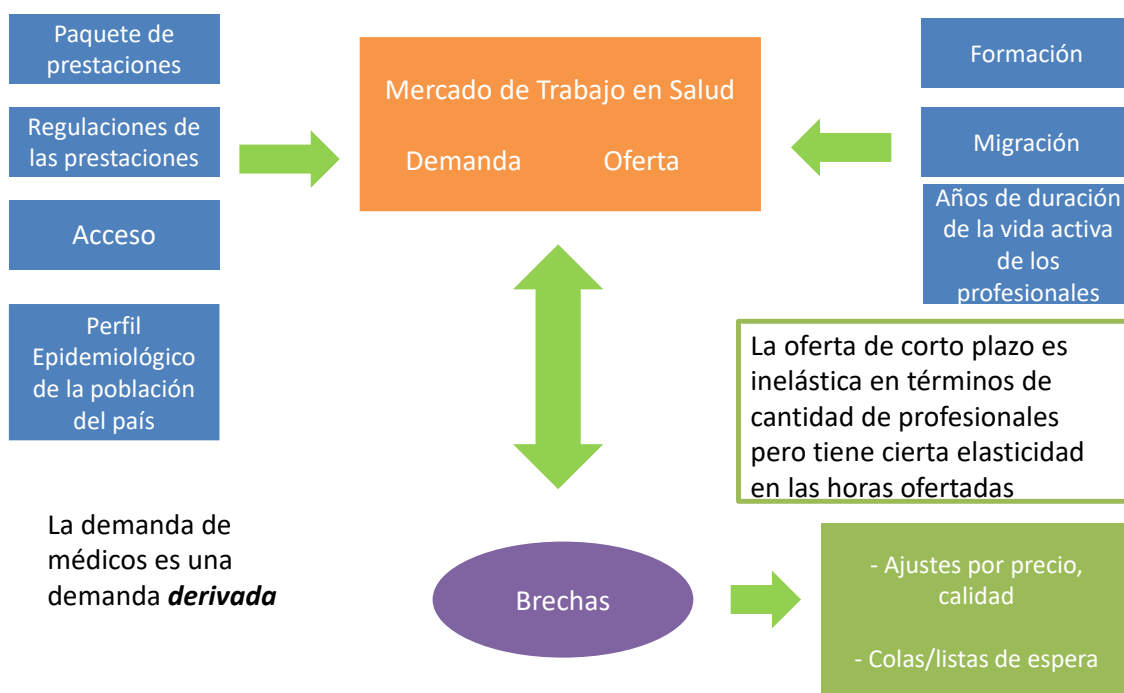 Paquete de
prestaciones
Regulaciones de
las prestaciones
Acceso
Perfil
Epidemiológico
de la población
del país
Mercado de Trabajo en Salud
Demanda Oferta
Formación
Migración
Años de duración
de la vida activa
de los
profesionales
La oferta de corto plazo es
inelástica en términos de
cantidad de profesionales
pero tiene cierta elasticidad
en las horas ofertadas
La demanda de
médicos es una
demanda derivada
Brechas
- Ajustes por precio,
calidad
- Colas/listas de espera